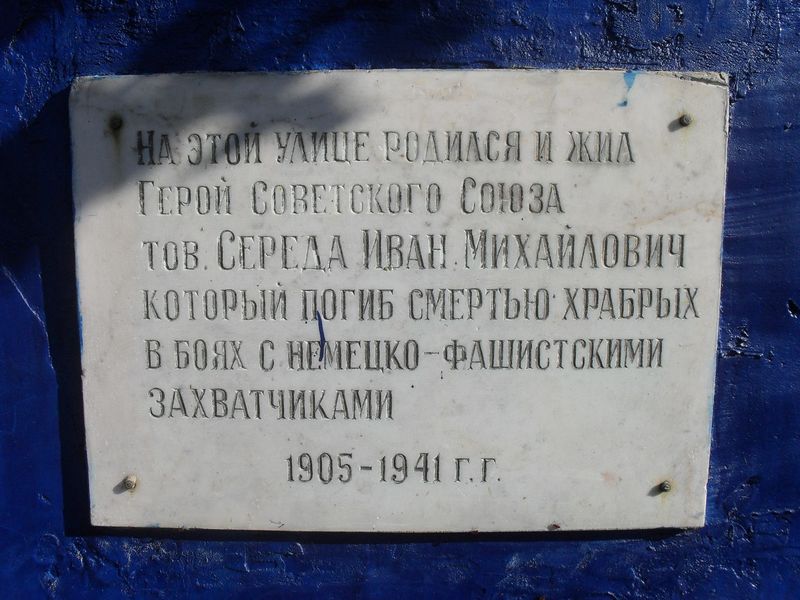 На этой улице родился и жил
Герой Советского Союза
тов. Середа Иван Михайлович
который погиб смертью храбрых
в боях с немецко-фашистскими
захватчиками
1905-1941 г.г.